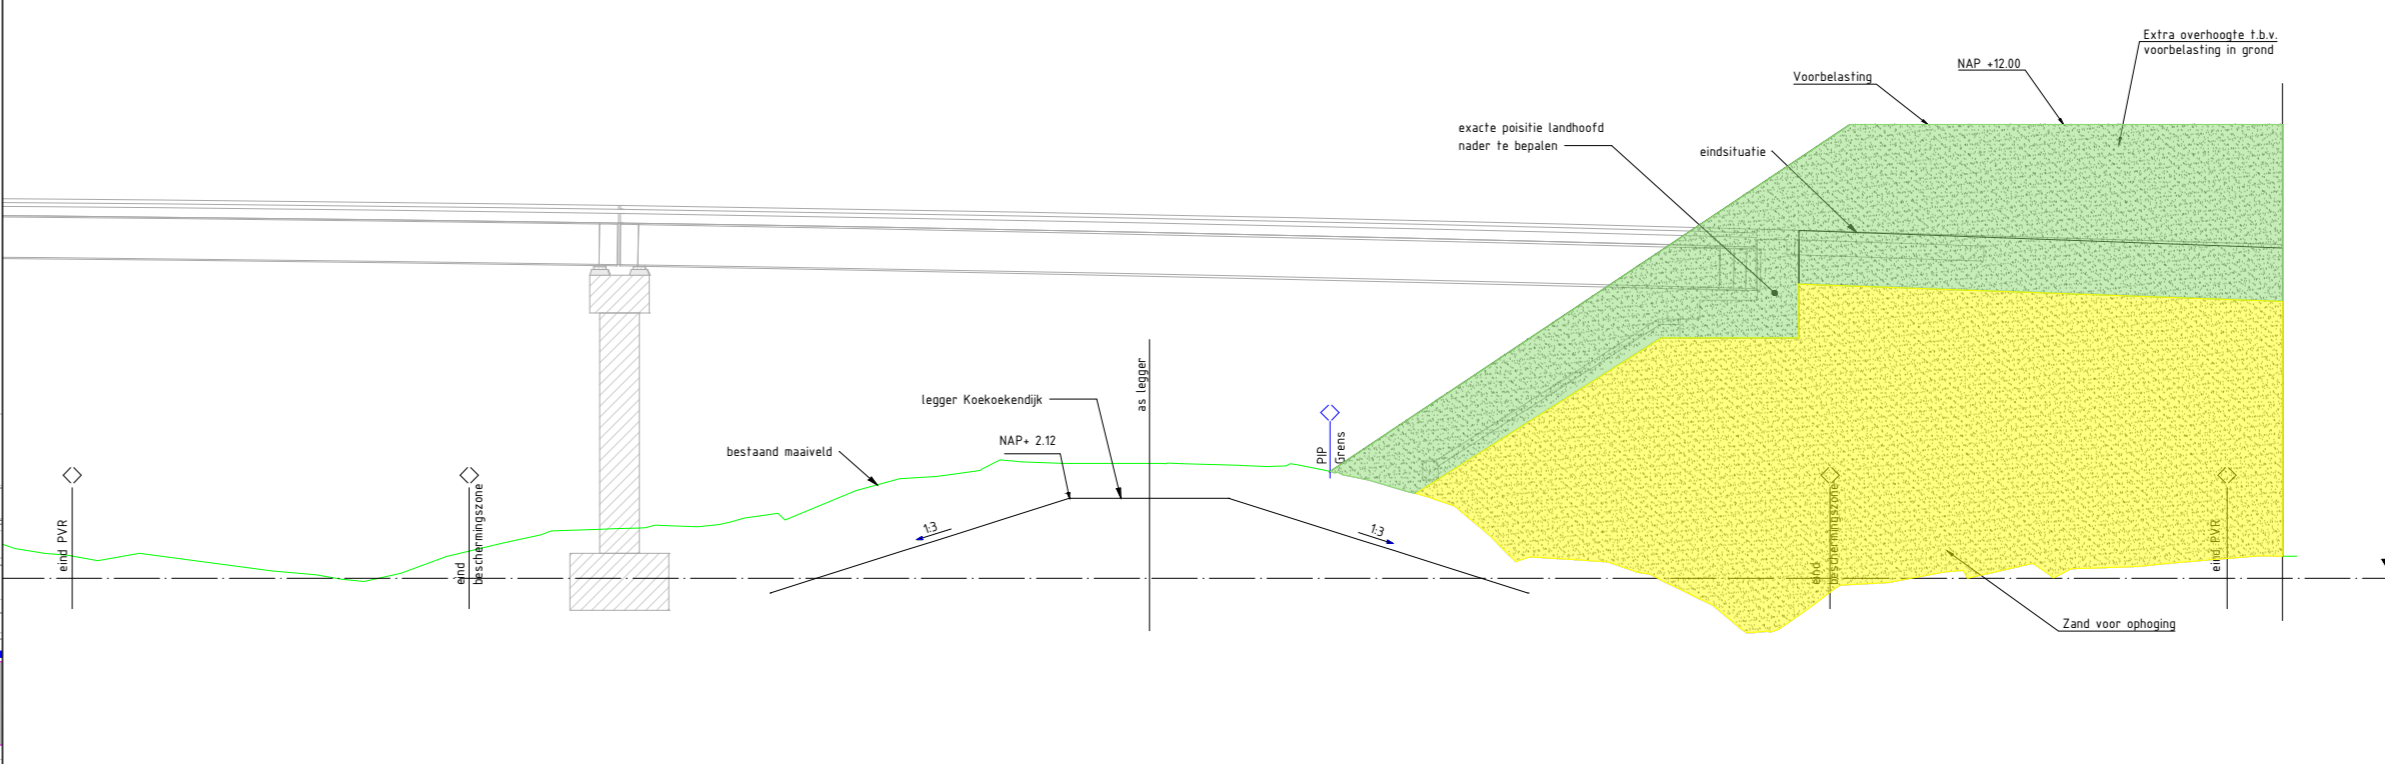 Extra overhoogte t.b.v.
voorbelasting in grond
NAP +12.00
Voorbelasting
exacte poisitie landhoofd
nader te bepalen
eindsituatie
as legger
legger Koekoekendijk
NAP+ 2.12
bestaand maaiveld
PIP
Grens
1:3
1:3
eind PVR
eind
beschermingszone
eind
beschermingszone
eind PVR
Zand voor ophoging